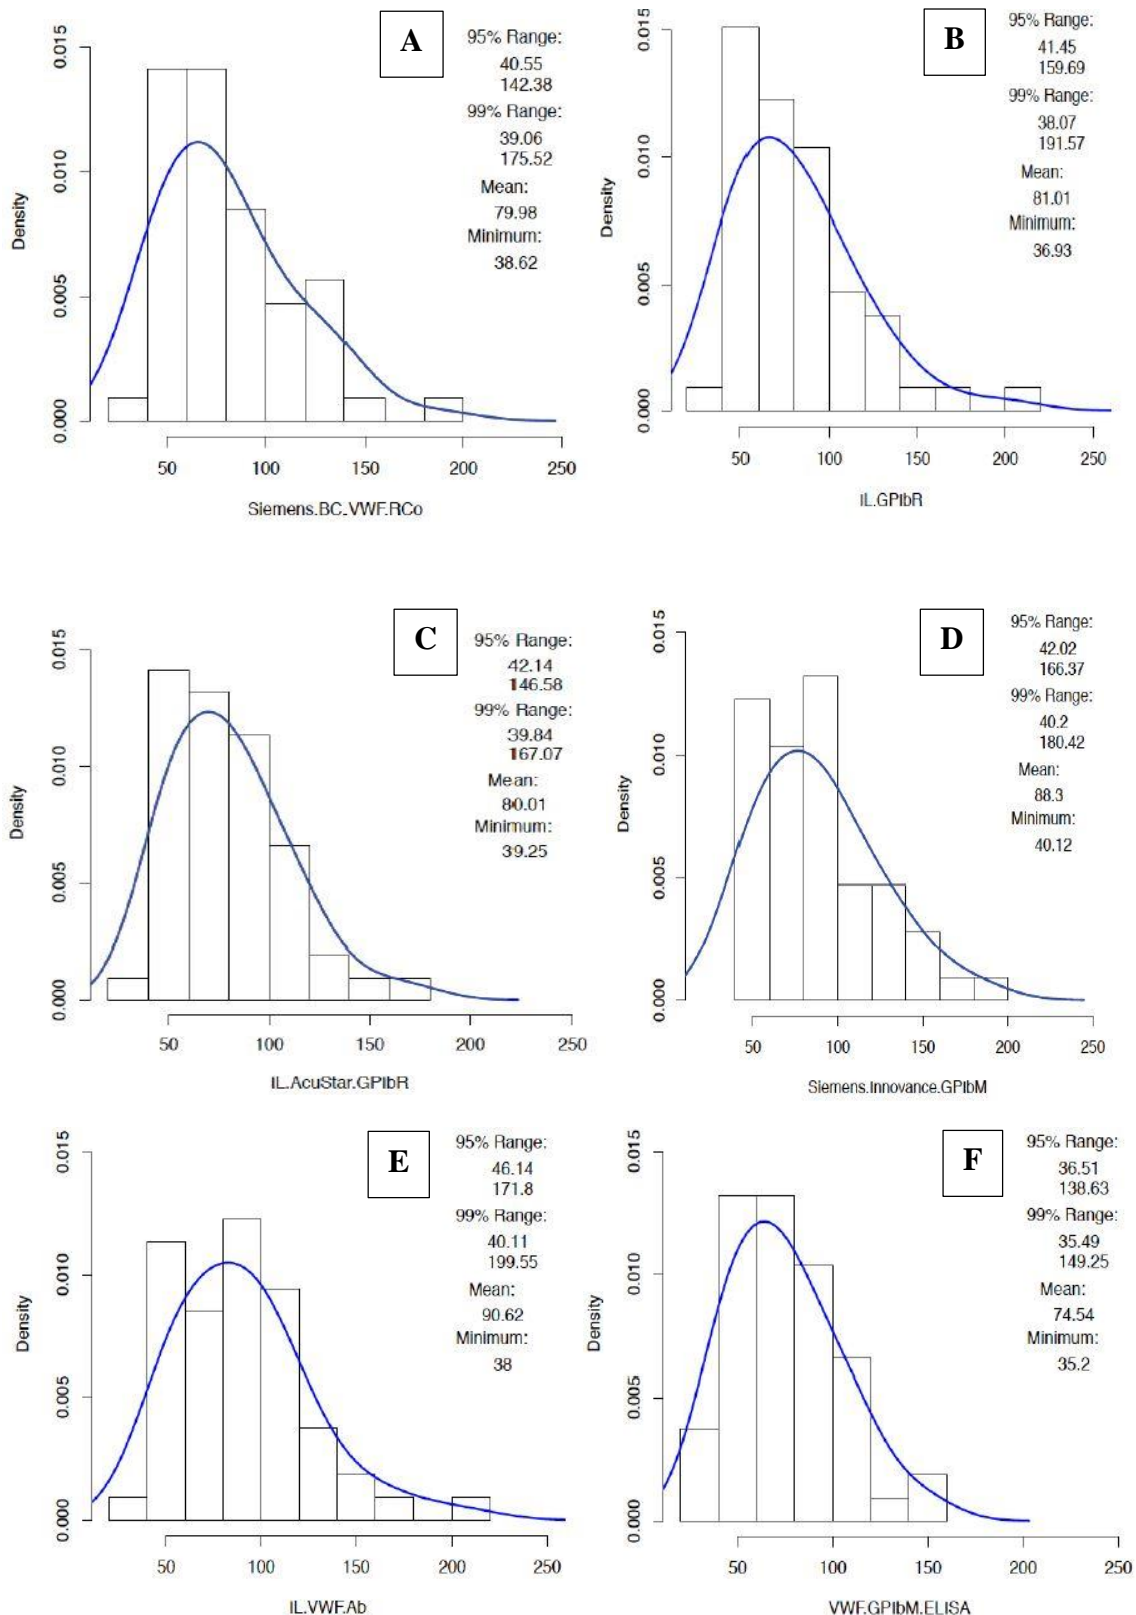 A
95% Range:
40.55
142.38
99% Range:
39.06
175.52
Mean:
79.98
Minimum:
38.62
Density
0.000
0.005
0.010
0.015
50
100
150
200
250
Siemens.BC.VWF.RCo
B
95% Range:
41.45
159.69
99% Range:
38.07
191.57
Mean:
81.01
Minimum:
36.93
Density
0.000
0.005
0.010
0.015
50
100
150
200
250
IL.GPIbR
C
95% Range:
42.14
146.58
99% Range:
39.84
167.07
Mean:
80.01
Minimum:
39.25
Density
0.000
0.005
0.010
0.015
50
100
150
200
250
IL.AcuStar.GPIbR
D
95% Range:
42.02
166.37
99% Range:
40.2
180.42
Mean:
88.3
Minimum:
40.12
Density
0.000
0.005
0.010
0.015
50
100
150
200
250
Siemens.Innovance.GPIbM
E
95% Range:
46.14
171.8
99% Range:
40.11
199.55
Mean:
90.62
Minimum:
38
Density
0.000
0.005
0.010
0.015
50
100
150
200
250
IL.VWF.Ab
F
95% Range:
36.51
138.63
99% Range:
35.49
149.25
Mean:
74.54
Minimum:
35.2
Density
0.000
0.005
0.010
0.015
50
100
150
200
250
VWF.GPIbM.ELISA